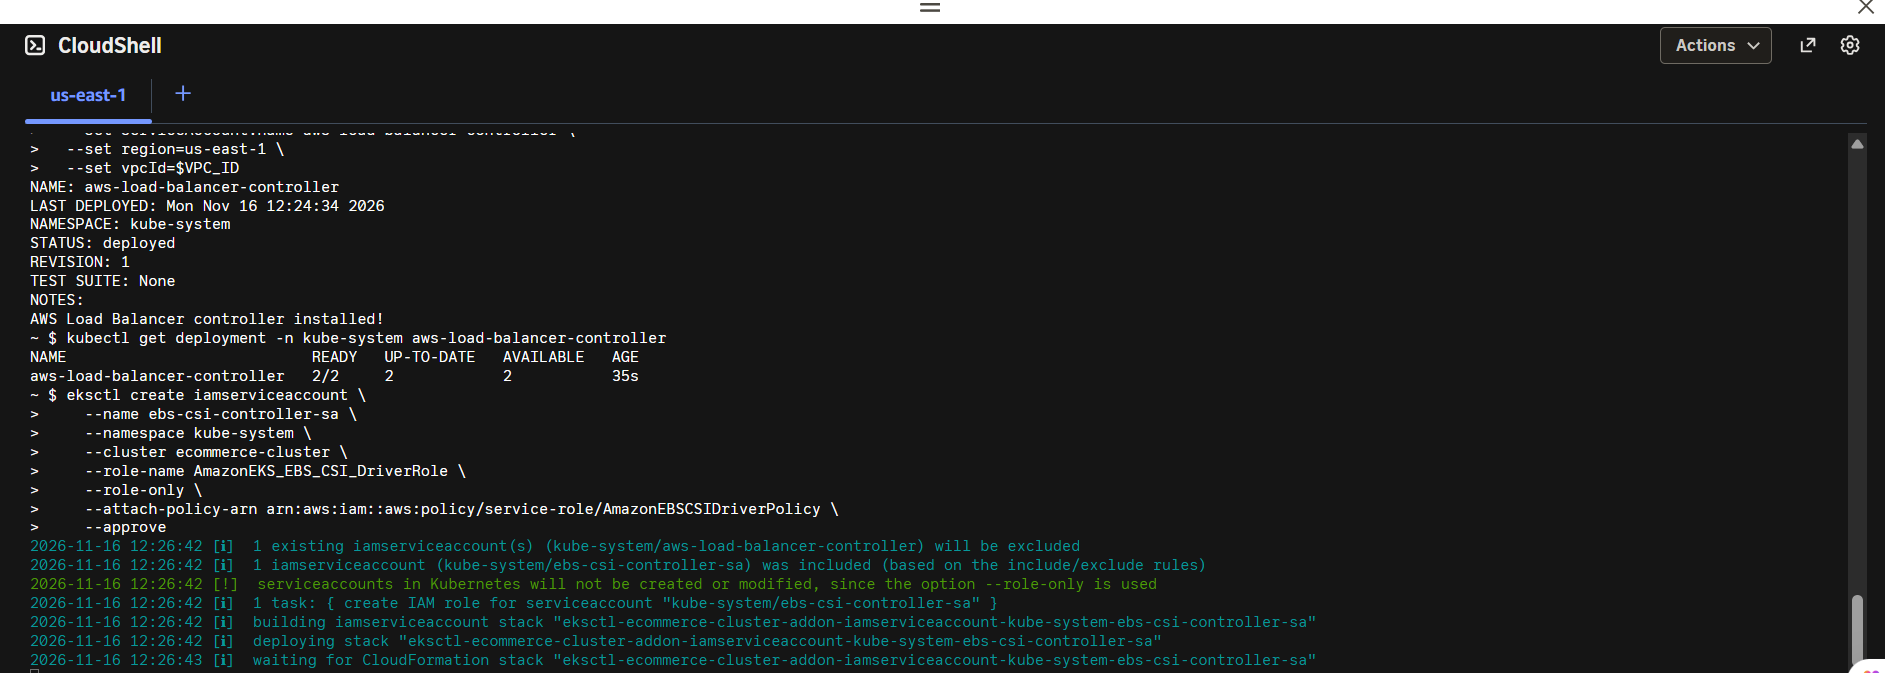 CloudShell
Actions
us-east-1
> --set serviceAccount.name=aws-load-balancer-controller \
> --set region=us-east-1 \
> --set vpcId=$VPC_ID
NAME: aws-load-balancer-controller
LAST DEPLOYED: Mon Nov 16 12:24:34 2026
NAMESPACE: kube-system
STATUS: deployed
REVISION: 1
TEST SUITE: None
NOTES:
AWS Load Balancer controller installed!
~ $ kubectl get deployment -n kube-system aws-load-balancer-controller
NAME READY UP-TO-DATE AVAILABLE AGE
aws-load-balancer-controller 2/2 2 2 35s
~ $ eksctl create iamserviceaccount \
> --name ebs-csi-controller-sa \
> --namespace kube-system \
> --cluster ecommerce-cluster \
> --role-name AmazonEKS_EBS_CSI_DriverRole \
> --role-only \
> --attach-policy-arn arn:aws:iam::aws:policy/service-role/AmazonEBSCSIDriverPolicy \
> --approve
2026-11-16 12:26:42 [ℹ] 1 existing iamserviceaccount(s) (kube-system/aws-load-balancer-controller) will be excluded
2026-11-16 12:26:42 [ℹ] 1 iamserviceaccount (kube-system/ebs-csi-controller-sa) was included (based on the include/exclude rules)
2026-11-16 12:26:42 [!] serviceaccounts in Kubernetes will not be created or modified, since the option --role-only is used
2026-11-16 12:26:42 [ℹ] 1 task: { create IAM role for serviceaccount "kube-system/ebs-csi-controller-sa" }
2026-11-16 12:26:42 [ℹ] building iamserviceaccount stack "eksctl-ecommerce-cluster-addon-iamserviceaccount-kube-system-ebs-csi-controller-sa"
2026-11-16 12:26:42 [ℹ] deploying stack "eksctl-ecommerce-cluster-addon-iamserviceaccount-kube-system-ebs-csi-controller-sa"
2026-11-16 12:26:43 [ℹ] waiting for CloudFormation stack "eksctl-ecommerce-cluster-addon-iamserviceaccount-kube-system-ebs-csi-controller-sa"